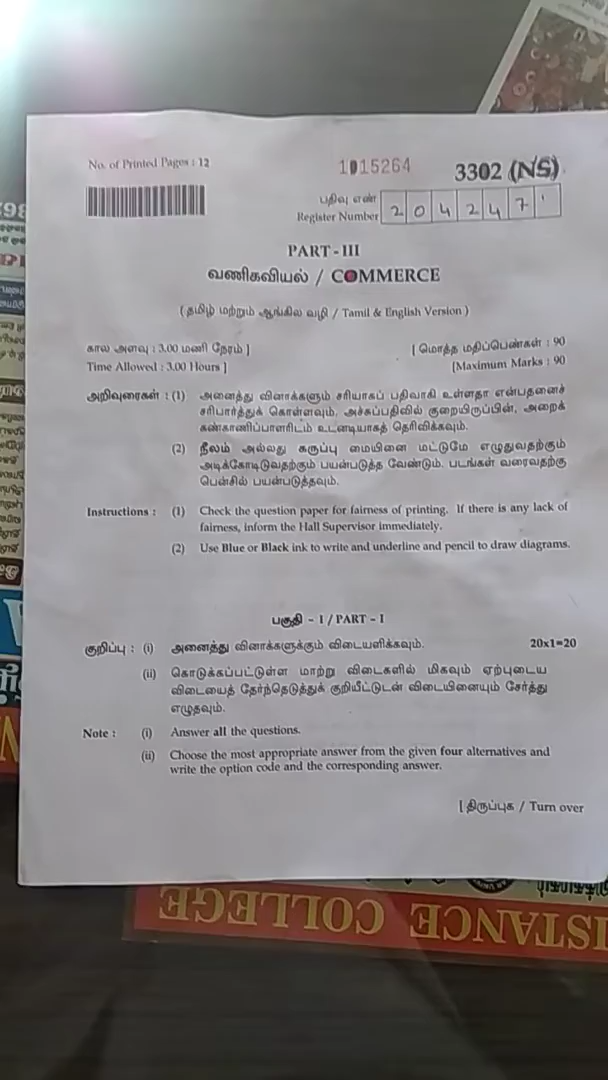 No. of Printed Pages : 12
1015264
3302 (NS)
பதிவு எண்
Register Number
2 0 4 2 4 7
PART - III
வணிகவியல் / COMMERCE
( தமிழ் மற்றும் ஆங்கில வழி / Tamil & English Version )
கால அளவு : 3.00 மணி நேரம் ]
[ மொத்த மதிப்பெண்கள் : 90
Time Allowed : 3.00 Hours ]
[Maximum Marks : 90
அறிவுரைகள் : (1) அனைத்து வினாக்களும் சரியாகப் பதிவாகி உள்ளதா என்பதனைச்
சரிபார்த்துக் கொள்ளவும். அச்சுப்பதிவில் குறையிருப்பின், அறைக்
கண்காணிப்பாளரிடம் உடனடியாகத் தெரிவிக்கவும்.
(2) நீலம் அல்லது கருப்பு மையினை மட்டுமே எழுதுவதற்கும்
அடிக்கோடிடுவதற்கும் பயன்படுத்த வேண்டும். படங்கள் வரைவதற்கு
பென்சில் பயன்படுத்தவும்.
Instructions : (1) Check the question paper for fairness of printing. If there is any lack of
fairness, inform the Hall Supervisor immediately.
(2) Use Blue or Black ink to write and underline and pencil to draw diagrams.
பகுதி - I / PART - I
குறிப்பு : (i) அனைத்து வினாக்களுக்கும் விடையளிக்கவும். 20x1=20
(ii) கொடுக்கப்பட்டுள்ள மாற்று விடைகளில் மிகவும் ஏற்புடைய
விடையைத் தேர்ந்தெடுத்துக் குறியீட்டுடன் விடையினையும் சேர்த்து
எழுதவும்.
Note : (i) Answer all the questions.
(ii) Choose the most appropriate answer from the given four alternatives and
write the option code and the corresponding answer.
[ திருப்புக / Turn over
ISTANCE COLLEGE